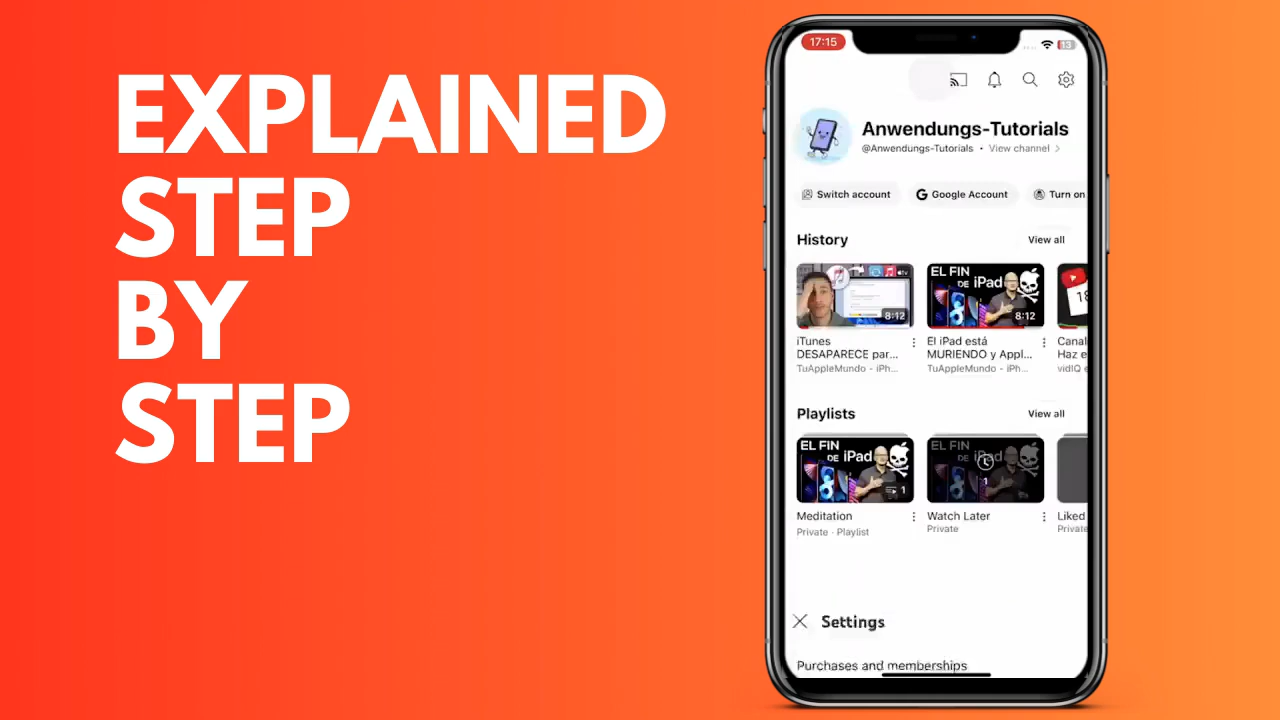 EXPLAINED
STEP
BY
STEP
17:15
13
Anwendungs-Tutorials
@Anwendungs-Tutorials • View channel
Switch account
Google Account
Turn on
History
View all
8:12
EL FIN
DE iPad
8:12
18
iTunes
DESAPARECE par...
TuAppleMundo - iPh...
El iPad está
MURIENDO y Appl...
TuAppleMundo - iPh...
Canal
Haz e
vidIQ e
Playlists
View all
EL FIN
DE iPad
1
EL FIN
DE iPad
1
Meditation
Private · Playlist
Watch Later
Private
Liked
Private
Settings
Purchases and memberships